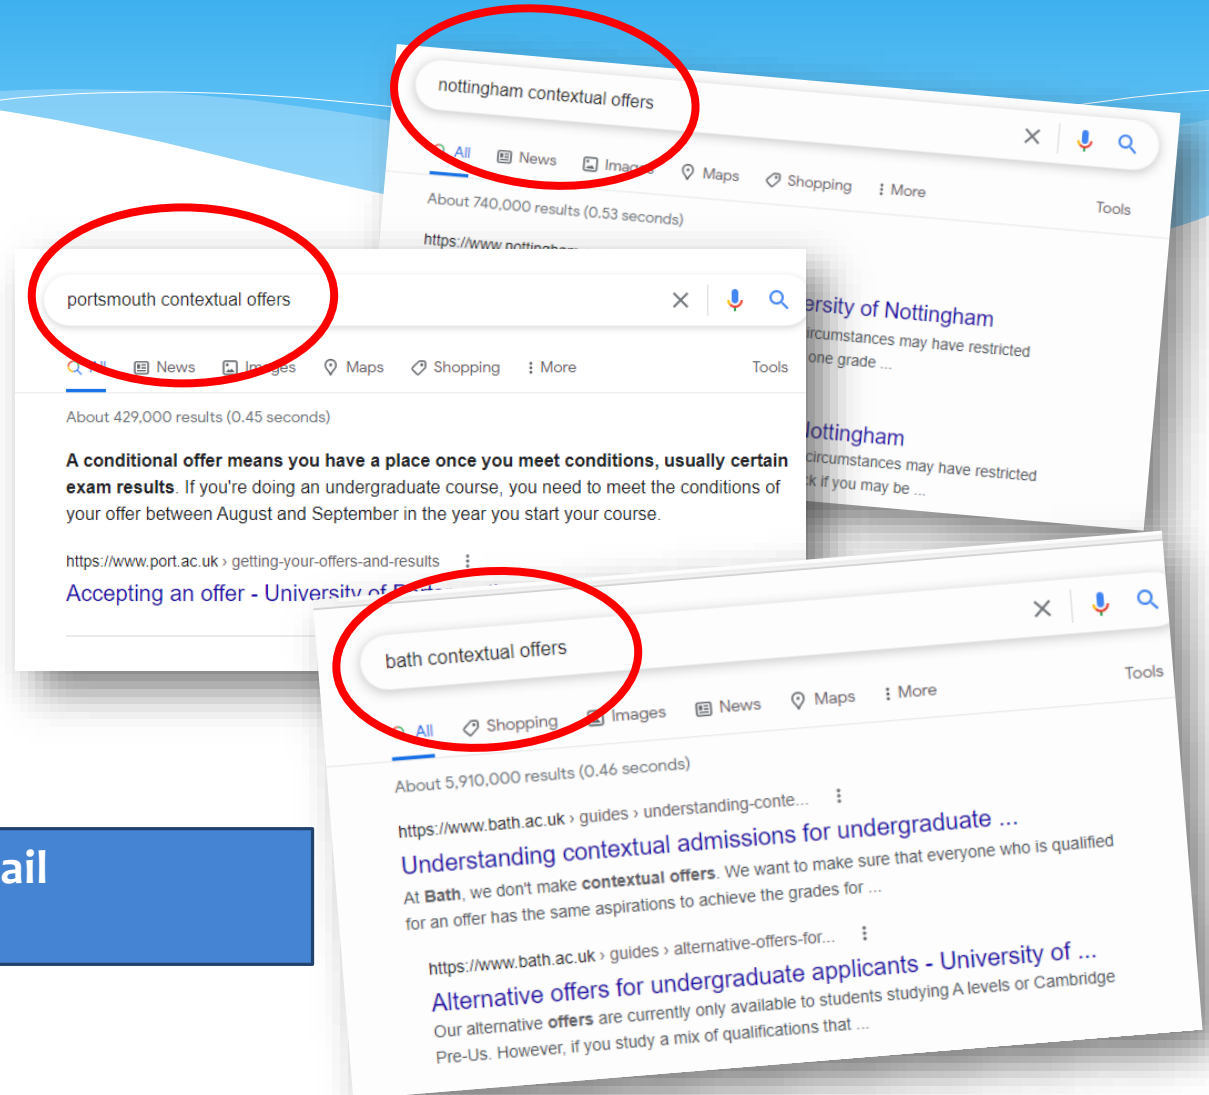 nottingham contextual offers
All News Images Maps Shopping More
Tools
About 740,000 results (0.53 seconds)
https://www.nottingham
ersity of Nottingham
ircumstances may have restricted
one grade ...
Nottingham
circumstances may have restricted
k if you may be ...
portsmouth contextual offers
All News Images Maps Shopping More Tools
About 429,000 results (0.45 seconds)
A conditional offer means you have a place once you meet conditions, usually certain
exam results. If you're doing an undergraduate course, you need to meet the conditions of
your offer between August and September in the year you start your course.
https://www.port.ac.uk › getting-your-offers-and-results
Accepting an offer - University of
bath contextual offers
All Shopping Images News Maps More
Tools
About 5,910,000 results (0.46 seconds)
https://www.bath.ac.uk › guides › understanding-conte...
Understanding contextual admissions for undergraduate ...
At Bath, we don't make contextual offers. We want to make sure that everyone who is qualified
for an offer has the same aspirations to achieve the grades for ...
https://www.bath.ac.uk › guides › alternative-offers-for...
Alternative offers for undergraduate applicants - University of ...
Our alternative offers are currently only available to students studying A levels or Cambridge
Pre-Us. However, if you study a mix of qualifications that ...
ail